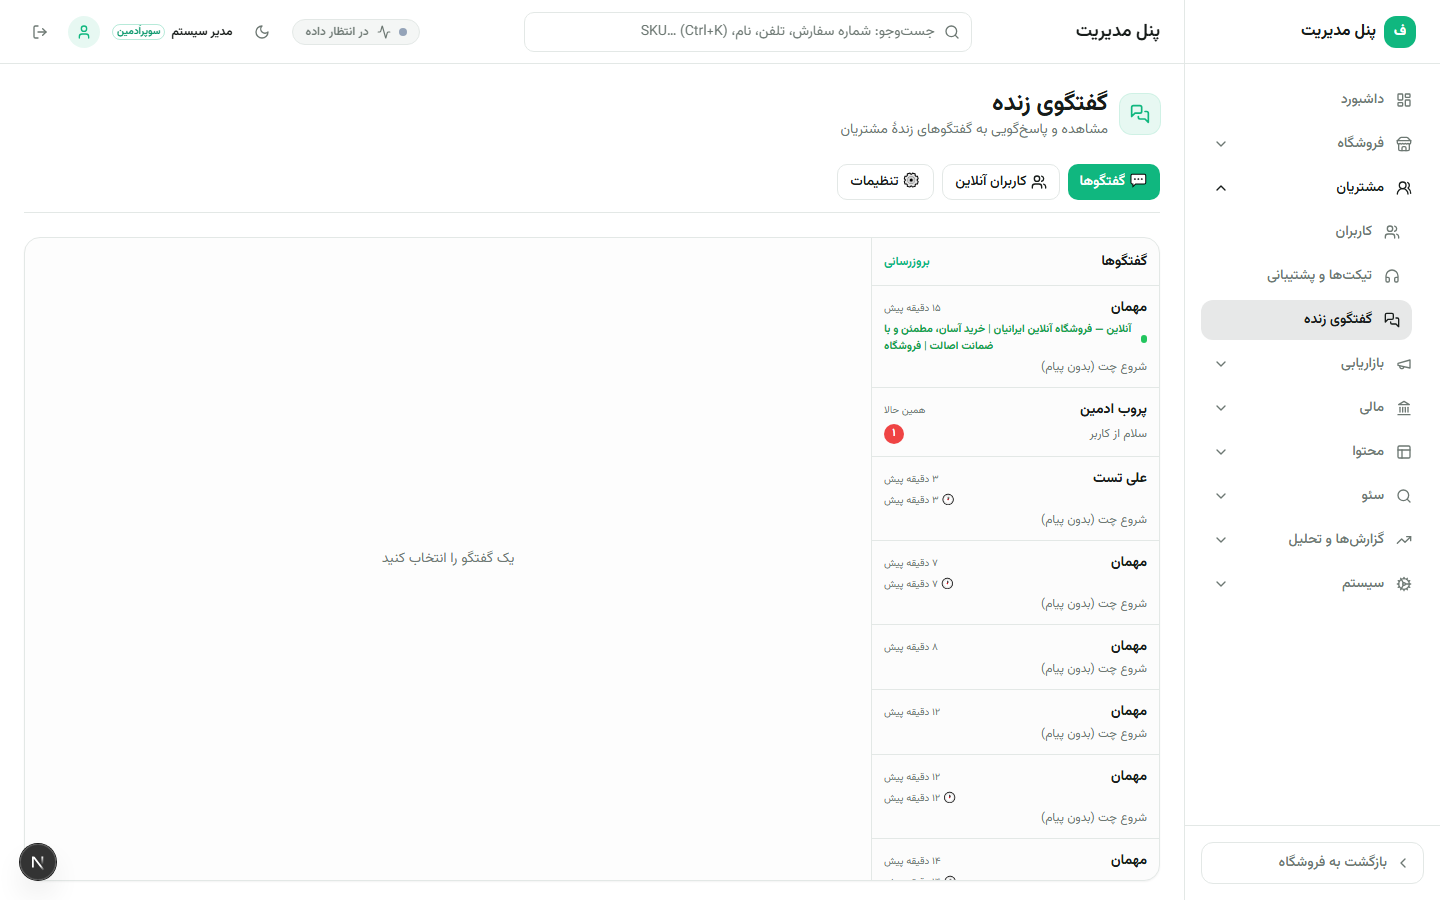 ف
پنل مدیریت
داشبورد
فروشگاه
مشتریان
کاربران
تیکت‌ها و پشتیبانی
گفتگوی زنده
بازاریابی
مالی
محتوا
سئو
گزارش‌ها و تحلیل
سیستم
بازگشت به فروشگاه
پنل مدیریت
جست‌وجو: شماره سفارش، تلفن، نام، SKU… (Ctrl+K)
در انتظار داده
مدیر سیستم
سوپرادمین
گفتگوی زنده
مشاهده و پاسخ‌گویی به گفتگوهای زندهٔ مشتریان
گفتگوها
کاربران آنلاین
تنظیمات
گفتگوها
بروزرسانی
مهمان
۱۵ دقیقه پیش
آنلاین — فروشگاه آنلاین ایرانیان | خرید آسان، مطمئن و با
ضمانت اصالت | فروشگاه
شروع چت (بدون پیام)
پروب ادمین
همین حالا
سلام از کاربر
۱
علی تست
۳ دقیقه پیش
۳ دقیقه پیش
شروع چت (بدون پیام)
مهمان
۷ دقیقه پیش
۷ دقیقه پیش
شروع چت (بدون پیام)
مهمان
۸ دقیقه پیش
شروع چت (بدون پیام)
مهمان
۱۲ دقیقه پیش
شروع چت (بدون پیام)
مهمان
۱۲ دقیقه پیش
۱۲ دقیقه پیش
شروع چت (بدون پیام)
مهمان
۱۴ دقیقه پیش
یک گفتگو را انتخاب کنید
N